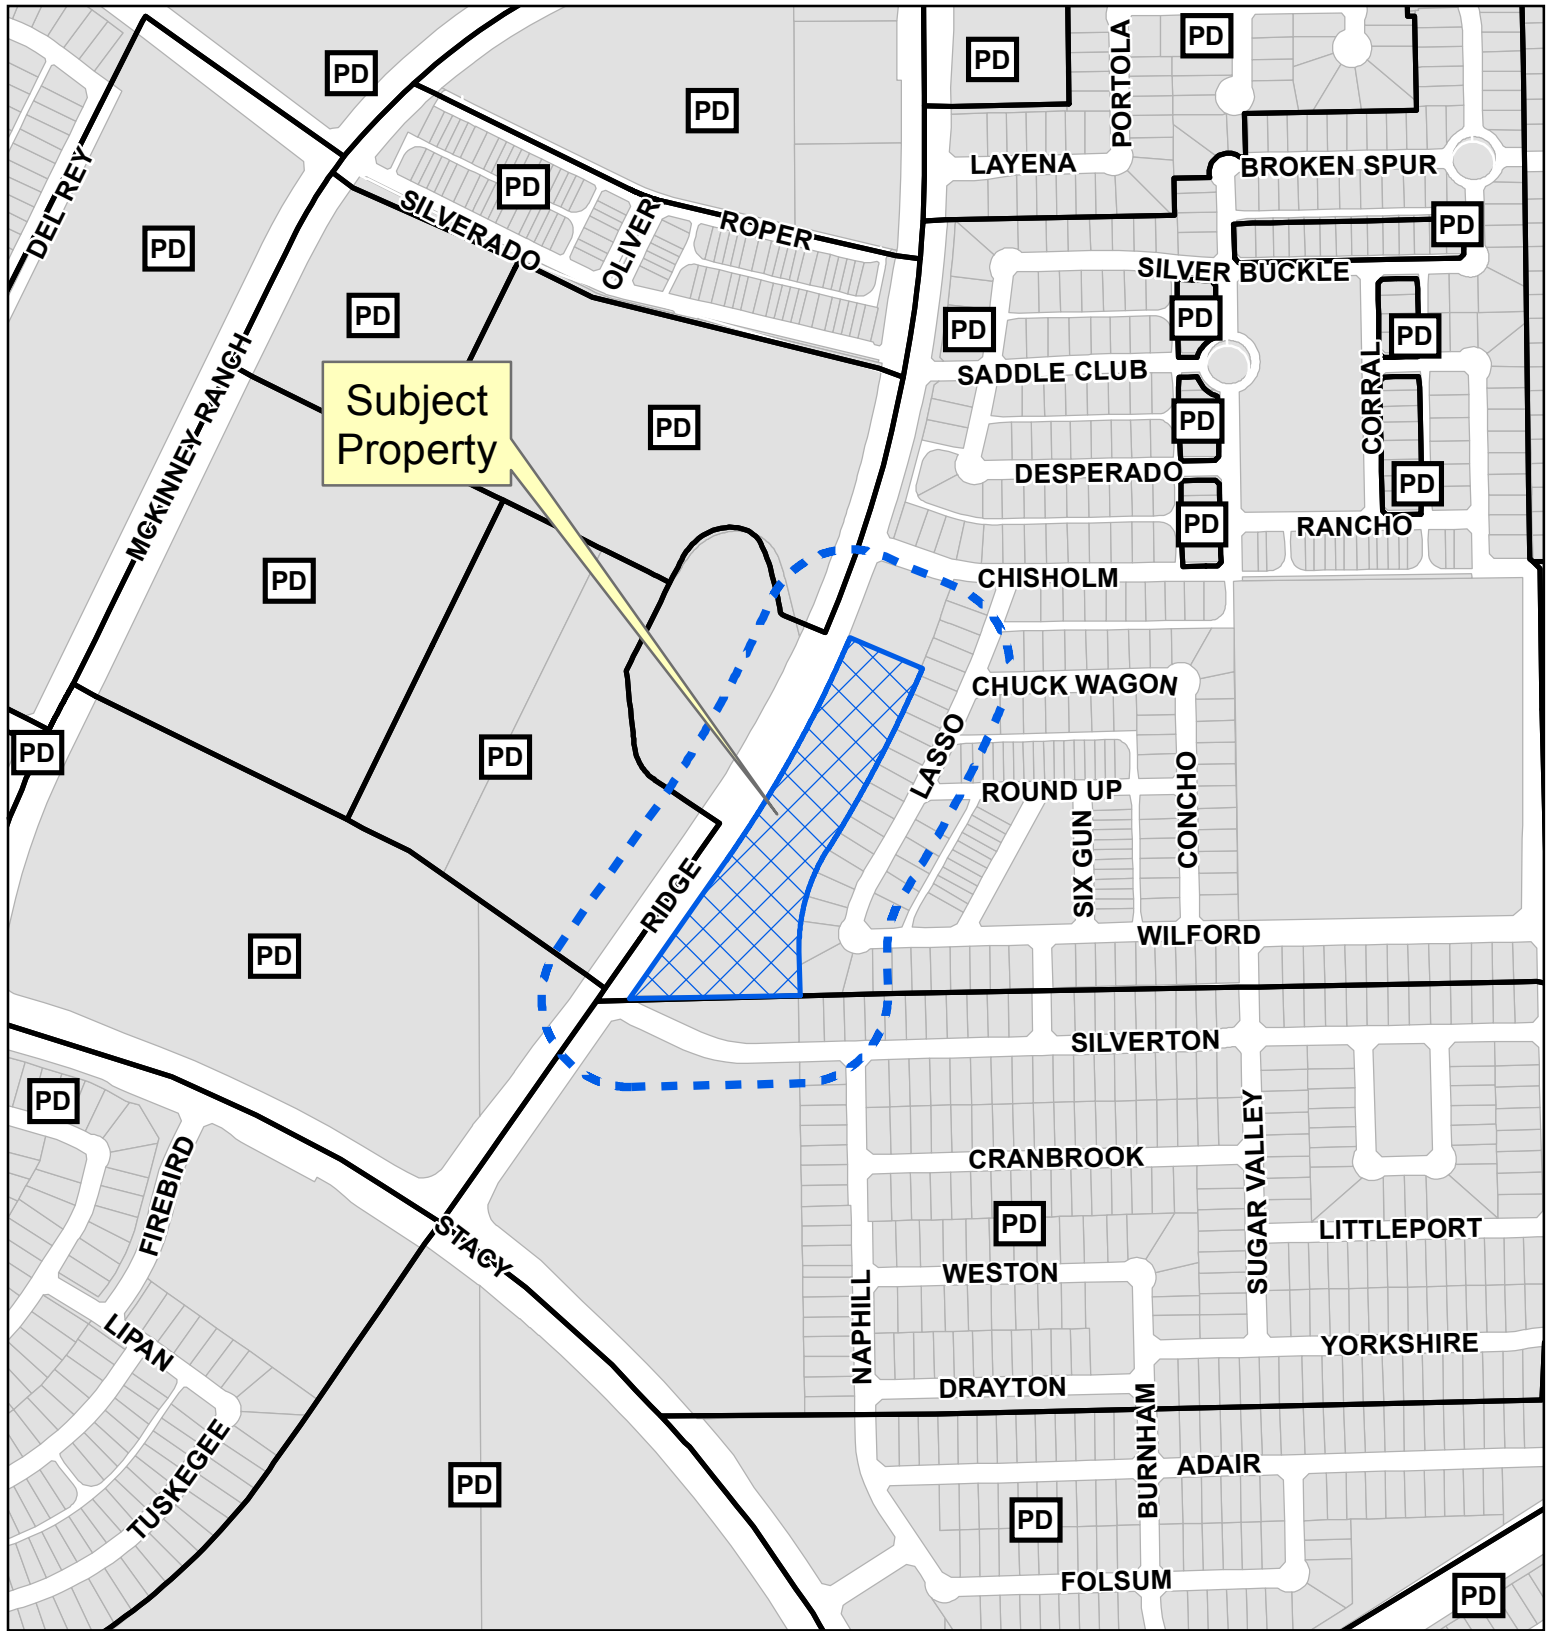 PD
PD
PD
PD
PORTOLA
LAYENA
BROKEN SPUR
DEL REY
PD
SILVERADO
OLIVER
ROPER
PD
PD
SILVER BUCKLE
PD
PD
PD
PD
MCKINNEY RANCH
Subject
Property
SADDLE CLUB
CORRAL
PD
PD
DESPERADO
PD
PD
RANCHO
PD
CHISHOLM
CHUCK WAGON
PD
PD
LASSO
ROUND UP
SIX GUN
CONCHO
RIDGE
WILFORD
PD
SILVERTON
PD
FIREBIRD
CRANBROOK
SUGAR VALLEY
STACY
PD
LITTLEPORT
WESTON
NAPHILL
LIPAN
YORKSHIRE
DRAYTON
BURNHAM
TUSKEGEE
PD
ADAIR
PD
FOLSUM
PD